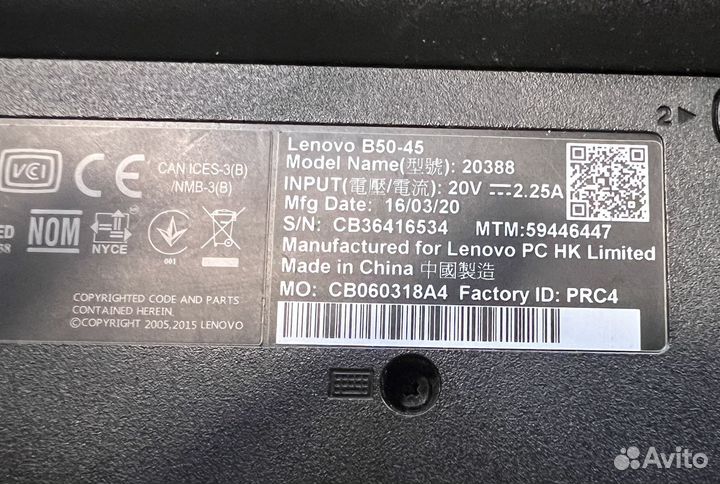 2
Lenovo B50-45
Model Name(型號): 20388
INPUT(電壓/電流): 20V ⎓ 2.25A
Mfg Date: 16/03/20
S/N: CB36416534 MTM:59446447
Manufactured for Lenovo PC HK Limited
Made in China 中國製造
MO: CB060318A4 Factory ID: PRC4
VCI
CE
CAN ICES-3(B)
/NMB-3(B)
NOM
NYCE
001
COPYRIGHTED CODE AND PARTS
CONTAINED HEREIN.
©COPYRIGHT 2005,2015 LENOVO
Avito